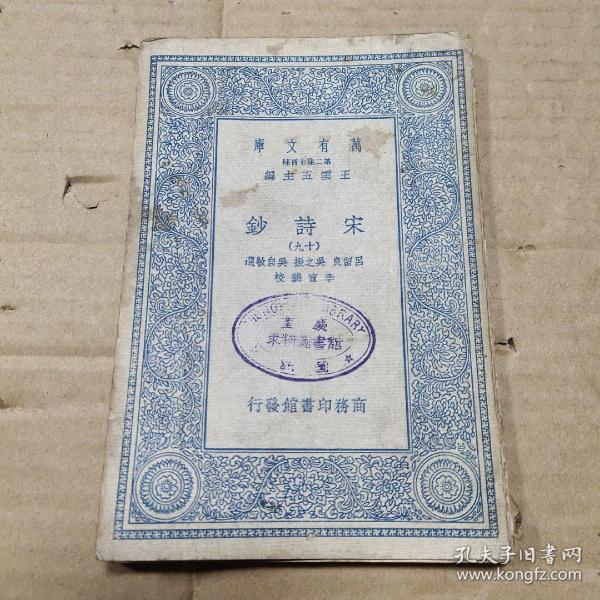 萬有文庫
第二集七百種
王雲五主編
宋詩鈔
(十九)
呂留良 吳之振 吳自牧選
李宣龔校
LIBRARY
商務印書館發行
孔夫子旧书网
www.kongfz.com